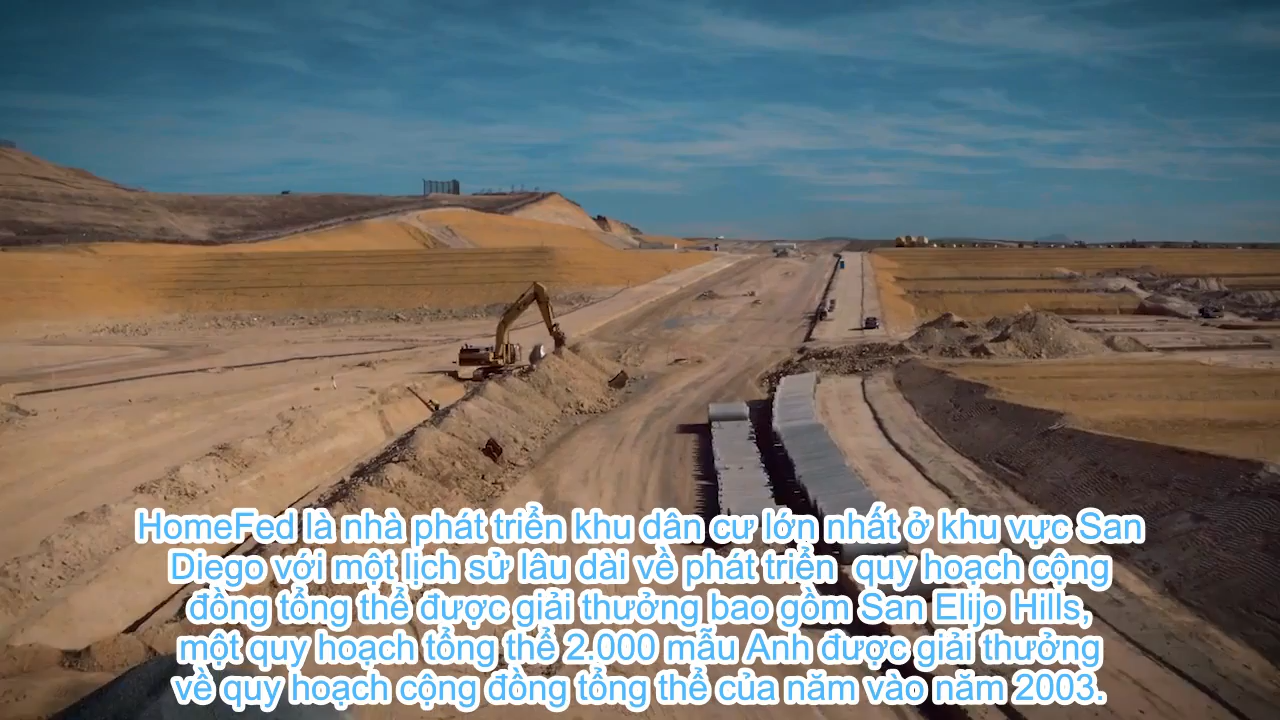 HomeFed là nhà phát triển khu dân cư lớn nhất ở khu vực San
Diego với một lịch sử lâu dài về phát triển  quy hoạch cộng
đồng tổng thể được giải thưởng bao gồm San Elijo Hills,
một quy hoạch tổng thể 2.000 mẫu Anh được giải thưởng
về quy hoạch cộng đồng tổng thể của năm vào năm 2003.